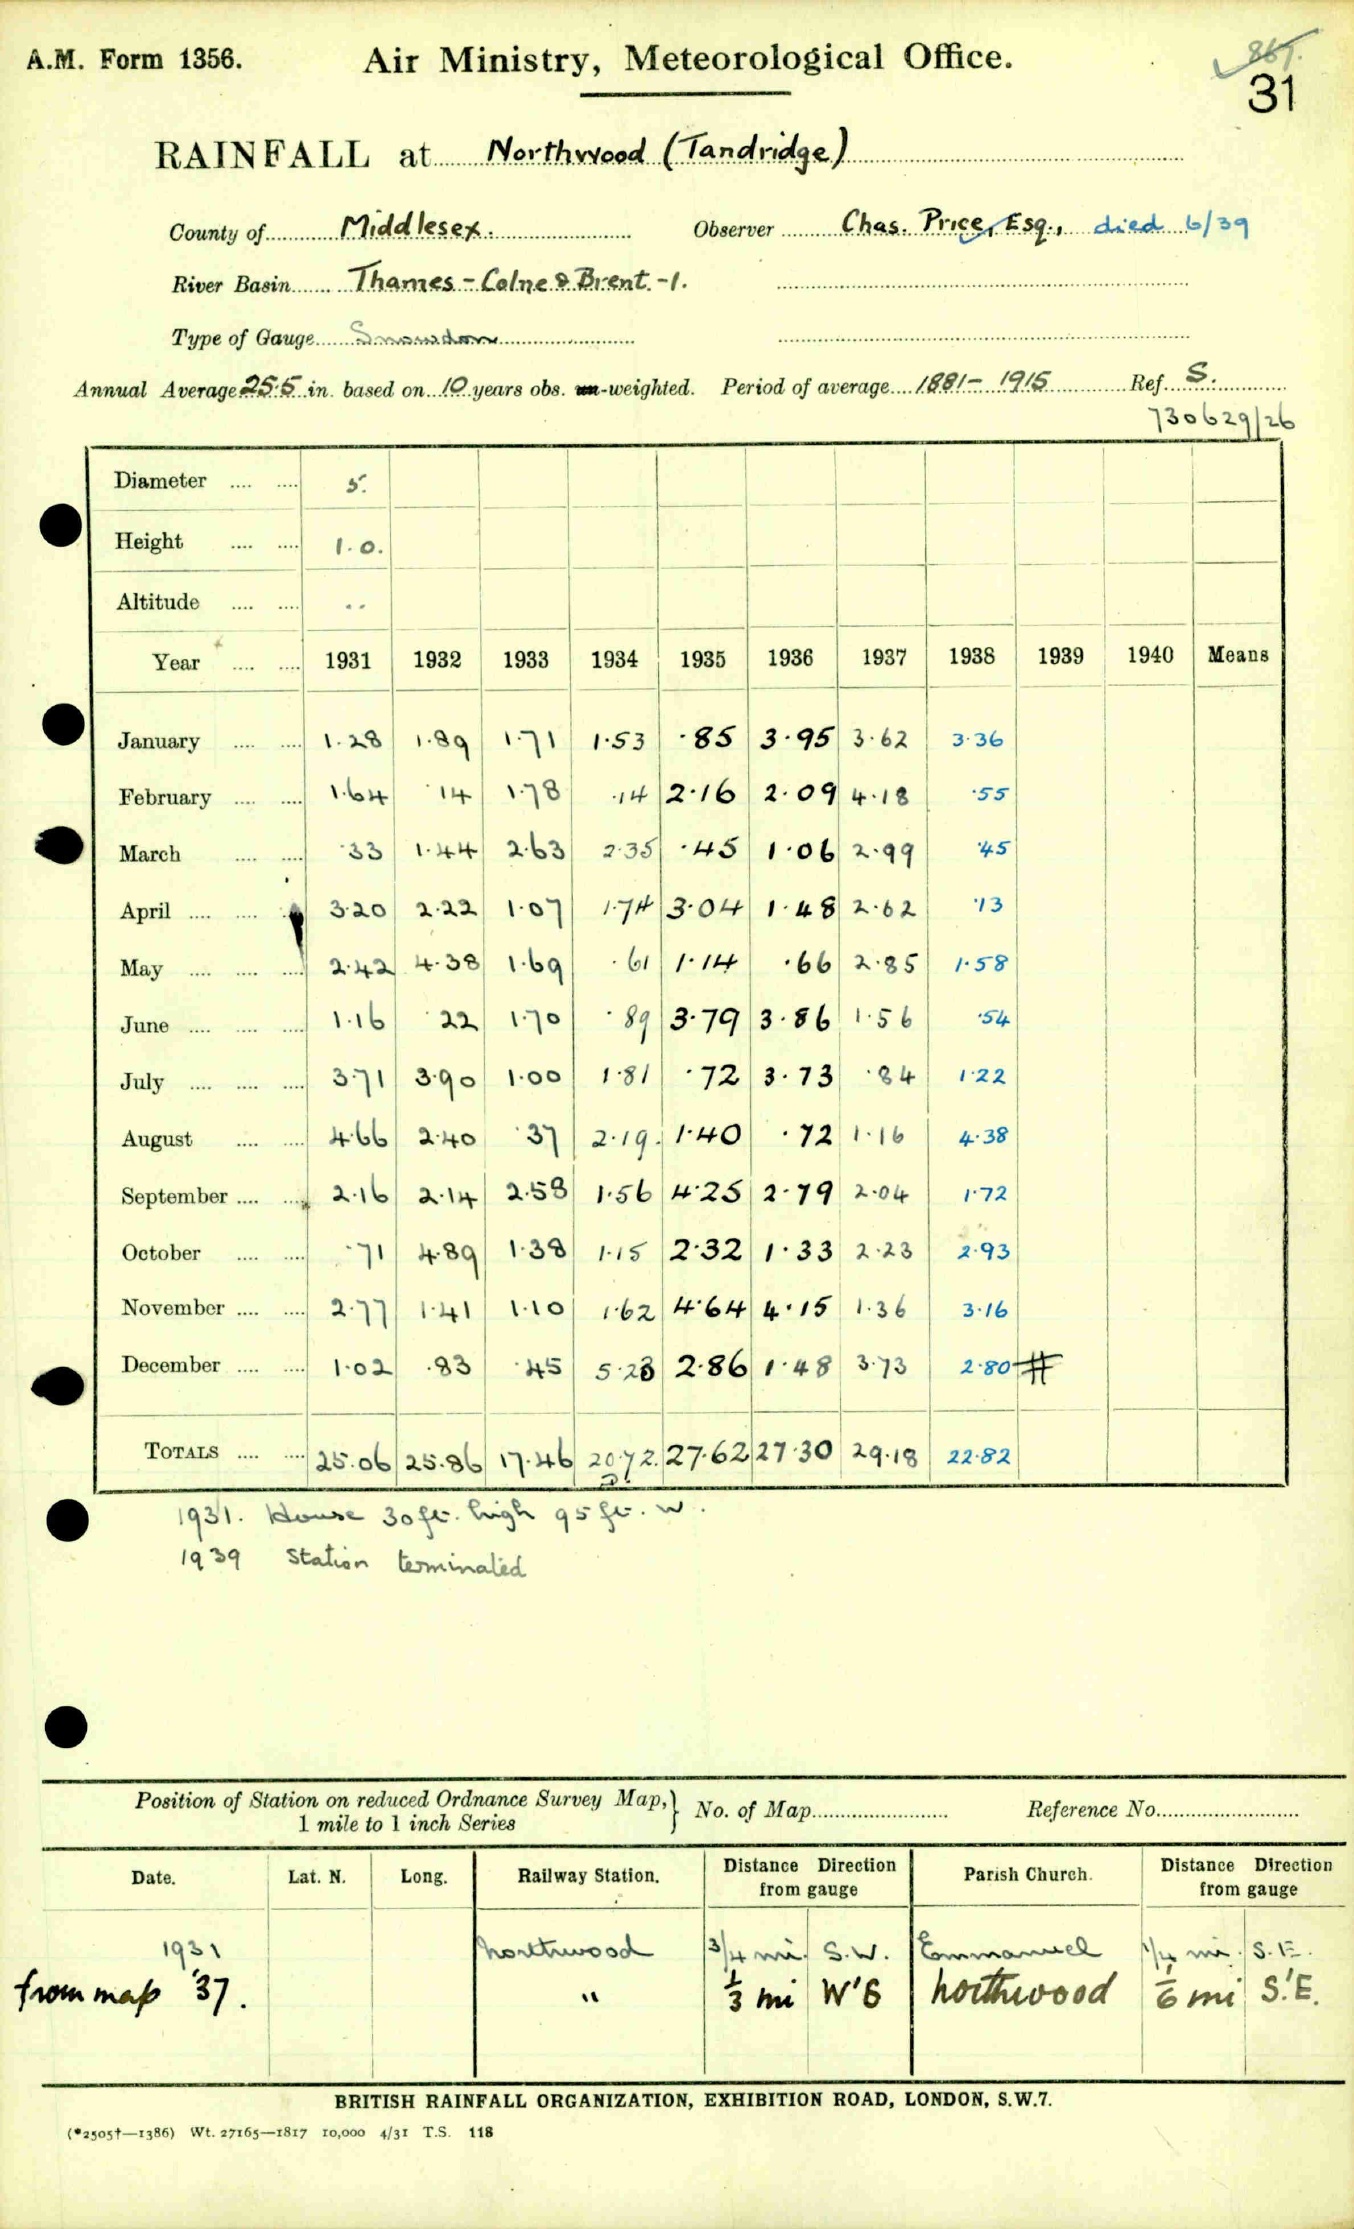 A.M. Form 1356. Air Ministry, Meteorological Office. 867.
31
RAINFALL at Northwood (Tandridge)
County of Middlesex. Observer Chas. Price, Esq., died 6/39
River Basin Thames - Colne & Brent. -1.
Type of Gauge Snowdon
Annual Average 25.5 in. based on 10 years obs. un-weighted. Period of average 1881 - 1915 Ref. S.
730629/26
Diameter .... .... 5.
Height .... .... 1.0.
Altitude .... .... ..
Year .... .... 1931 1932 1933 1934 1935 1936 1937 1938 1939 1940 Means
January .... .... 1.28 1.89 1.71 1.53 .85 3.95 3.62 3.36
February .... .... 1.64 .14 1.78 .14 2.16 2.09 4.18 .55
March .... .... .33 1.44 2.63 2.35 .45 1.06 2.99 .45
April .... .... .... 3.20 2.22 1.07 1.74 3.04 1.48 2.62 .13
May .... .... .... 2.42 4.38 1.69 .61 1.14 .66 2.85 1.58
June .... .... .... 1.16 .22 1.70 .89 3.79 3.86 1.56 .54
July .... .... .... 3.71 3.90 1.00 1.81 .72 3.73 .84 1.22
August .... .... 4.66 2.40 .37 2.19. 1.40 .72 1.16 4.38
September .... .... 2.16 2.14 2.58 1.56 4.25 2.79 2.04 1.72
October .... .... .71 4.89 1.38 1.15 2.32 1.33 2.23 2.93
November .... .... 2.77 1.41 1.10 1.62 4.64 4.15 1.36 3.16
December .... .... 1.02 .83 .45 5.23 2.86 1.48 3.73 2.80 #
TOTALS .... .... 25.06 25.86 17.46 20.72. 27.62 27.30 29.18 22.82
1931. House 30 ft. high 95 ft. W.
1939 Station terminated
Position of Station on reduced Ordnance Survey Map, } No. of Map Reference No.
1 mile to 1 inch Series
Date. Lat. N. Long. Railway Station. Distance Direction from gauge Parish Church. Distance Direction from gauge
1931 Northwood 3/4 mi. S.W. Emmanuel 1/4 mi. S.E.
from map '37. " 1/3 mi W'S Northwood 1/6 mi S'E.
BRITISH RAINFALL ORGANIZATION, EXHIBITION ROAD, LONDON, S.W.7.
(*2505†—1386) Wt. 27165—1817 10,000 4/31 T.S. 118